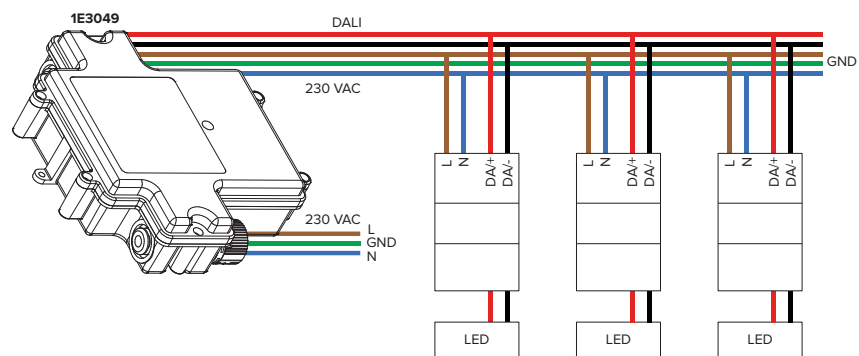 1E3049
DALI
GND
230 VAC
L N DA/+ DA/-
L N DA/+ DA/-
L N DA/+ DA/-
230 VAC
L
GND
N
LED
LED
LED